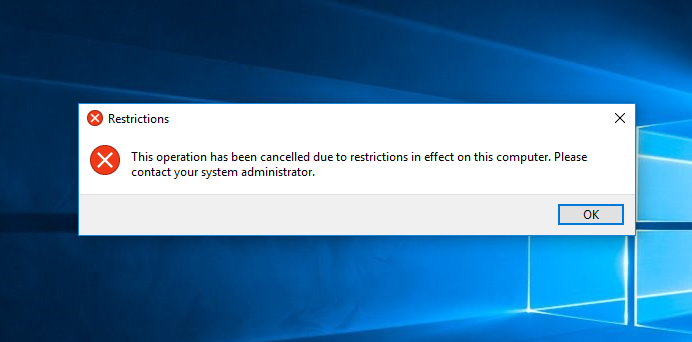 Restrictions
This operation has been cancelled due to restrictions in effect on this computer. Please
contact your system administrator.
OK